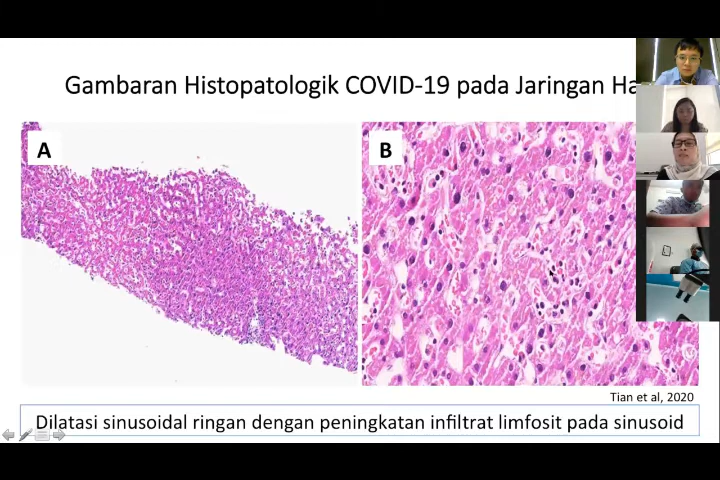 Gambaran Histopatologik COVID-19 pada Jaringan Ha
A
B
Tian et al, 2020
Dilatasi sinusoidal ringan dengan peningkatan infiltrat limfosit pada sinusoid